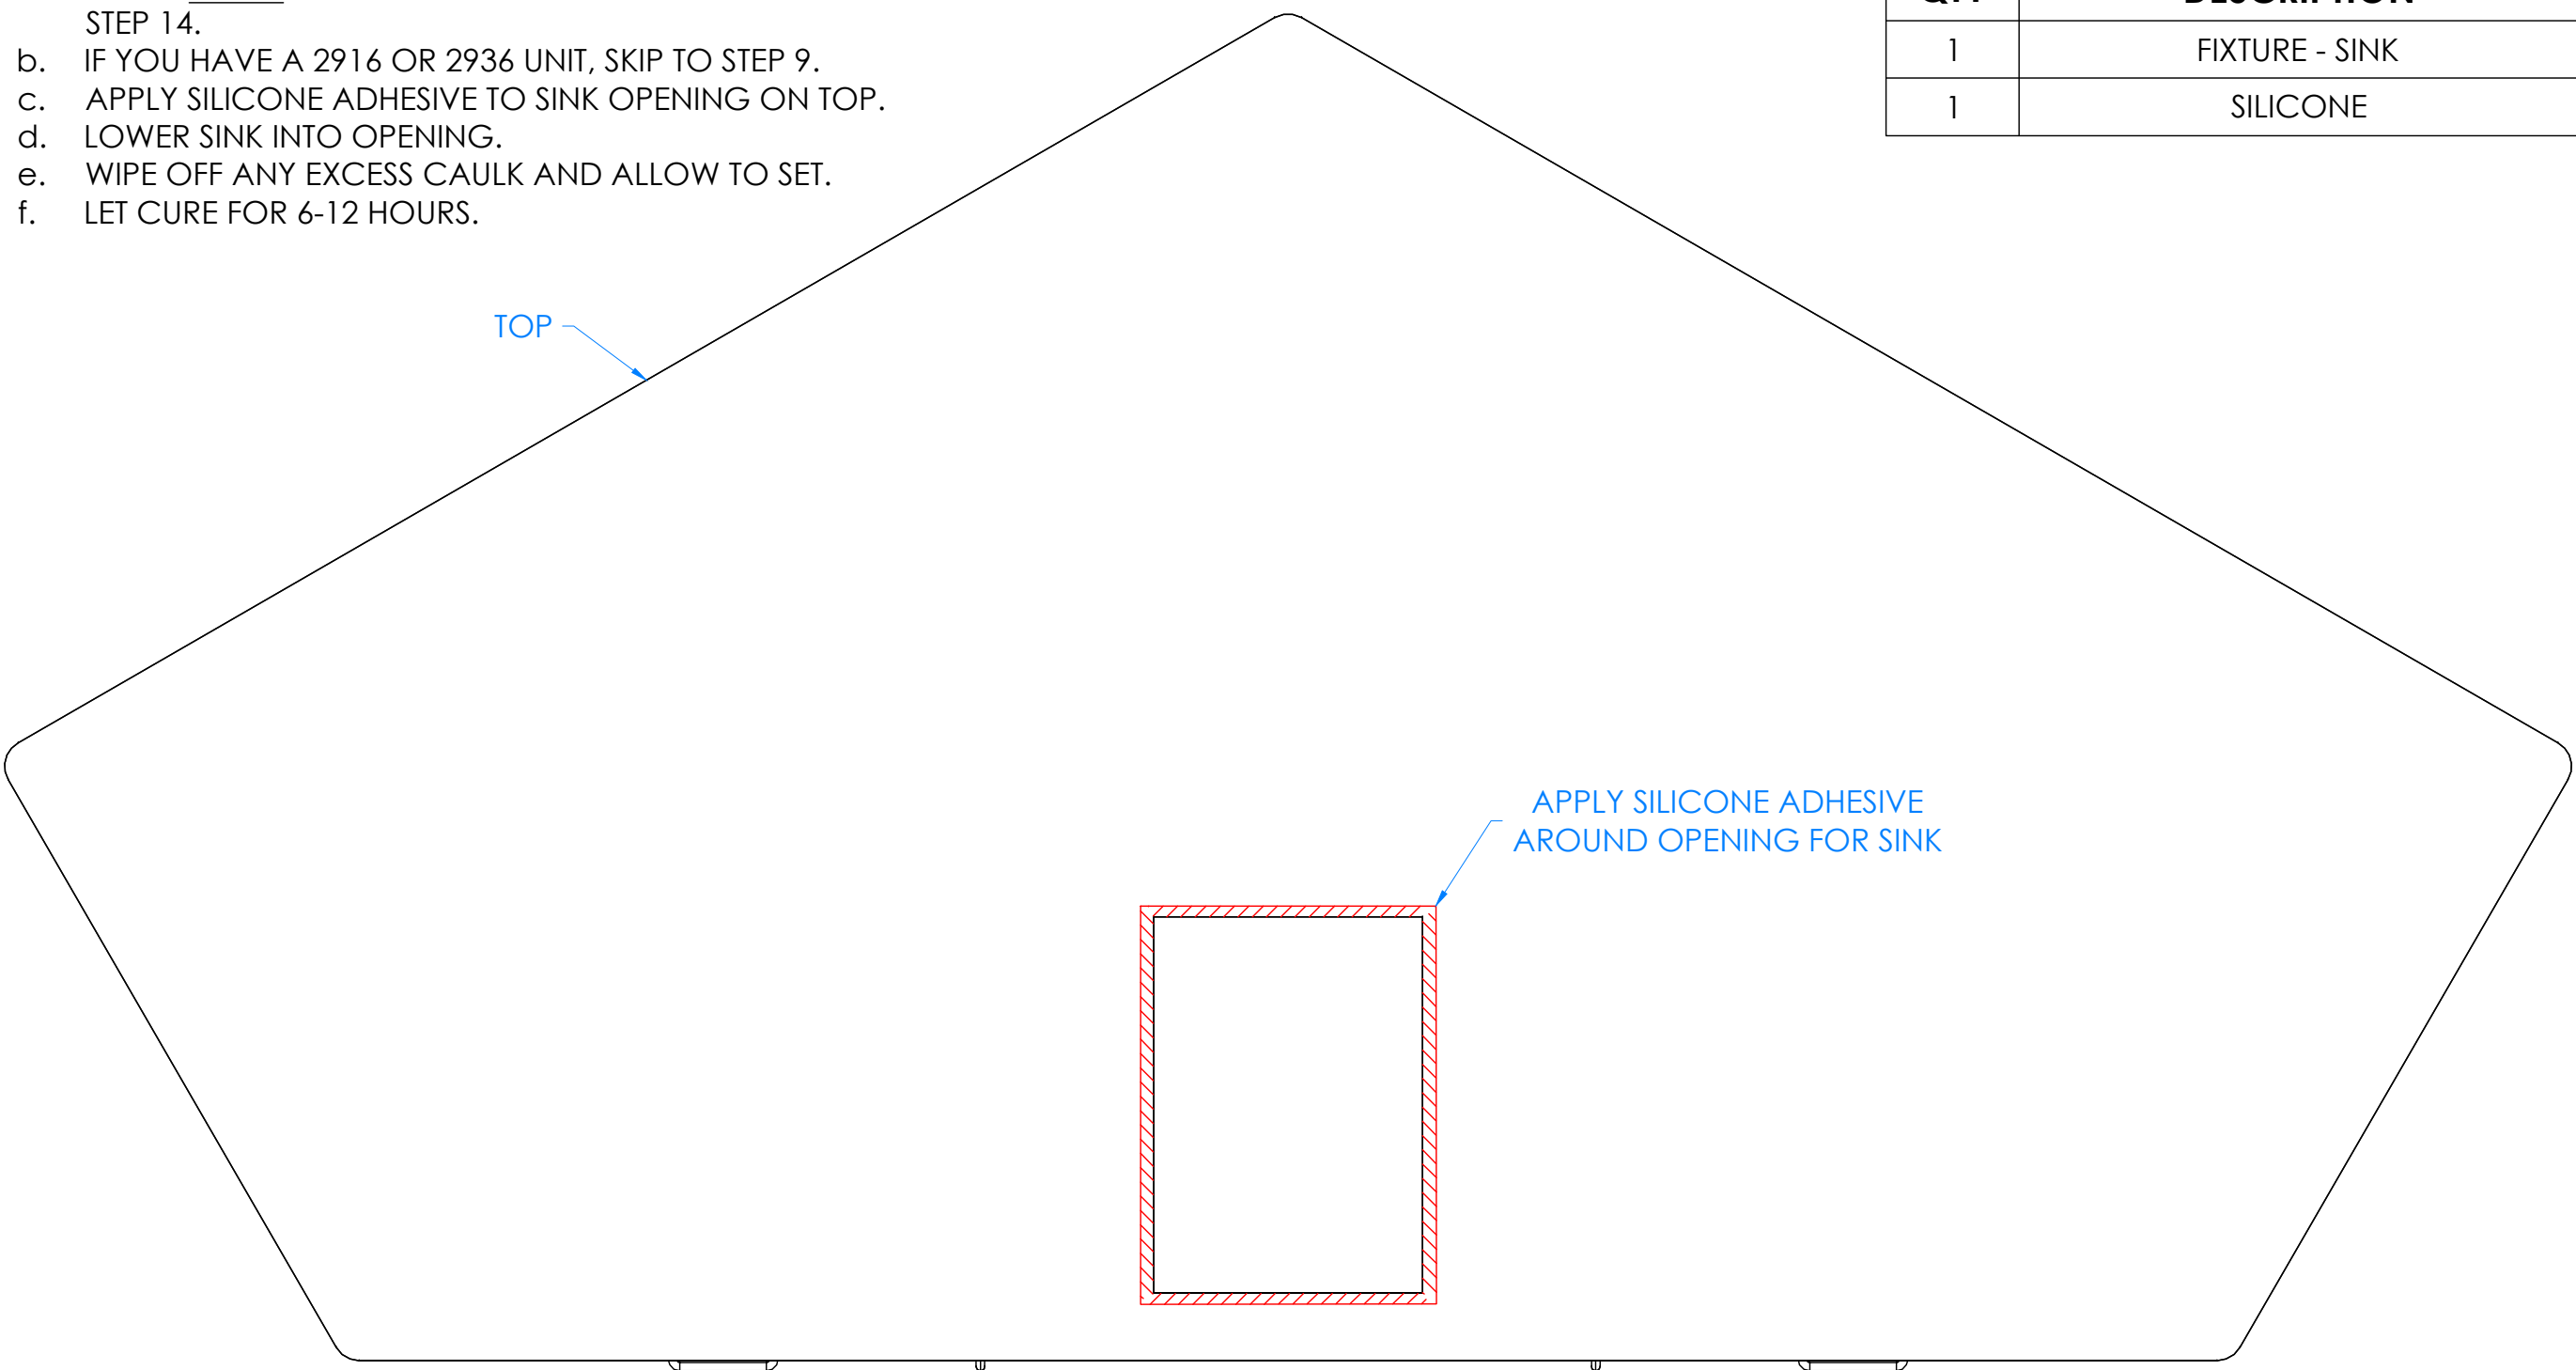 STEP 14.
b. IF YOU HAVE A 2916 OR 2936 UNIT, SKIP TO STEP 9.
c. APPLY SILICONE ADHESIVE TO SINK OPENING ON TOP.
d. LOWER SINK INTO OPENING.
e. WIPE OFF ANY EXCESS CAULK AND ALLOW TO SET.
f. LET CURE FOR 6-12 HOURS.
QTY DESCRIPTION
1 FIXTURE - SINK
1 SILICONE
TOP
APPLY SILICONE ADHESIVE
AROUND OPENING FOR SINK